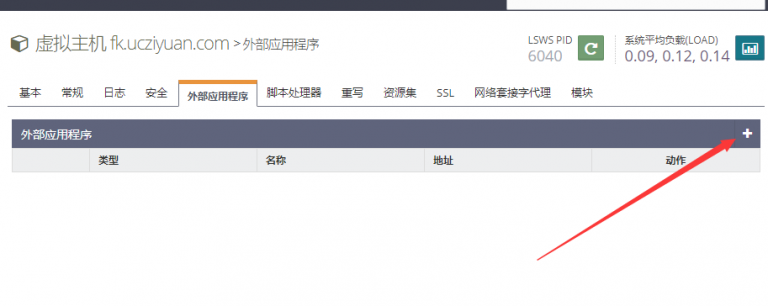 虚拟主机 fk.ucziyuan.com > 外部应用程序
LSWS PID
6040
系统平均负载(LOAD)
0.09, 0.12, 0.14
基本 常规 日志 安全 外部应用程序 脚本处理器 重写 资源集 SSL 网络套接字代理 模块
外部应用程序
类型 名称 地址 动作